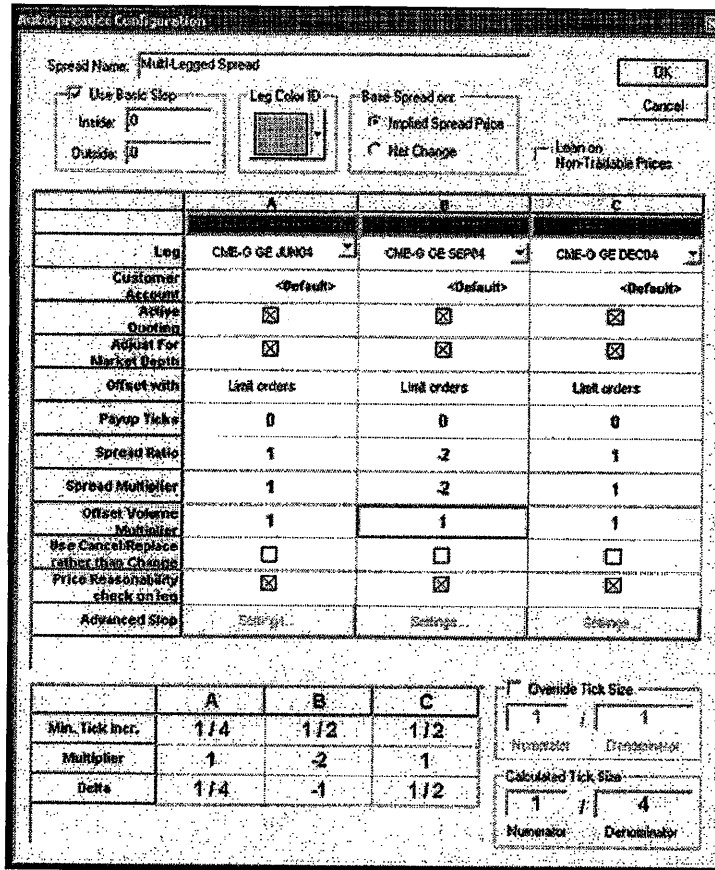 Autospreader Configuration
Spread Name: Multi-Legged Spread
OK
Cancel
Use Basic Slop
Inside: 0
Outside: 0
Leg Color ID
Base Spread on:
Implied Spread Price
Net Change
Lean on
Non-Tradable Prices
A B C
Leg CME-G GE JUN04 CME-G GE SEP04 CME-G GE DEC04
Customer Account <Default> <Default> <Default>
Active Quoting
Adjust For Market Depth
Offset with Limit orders Limit orders Limit orders
Payup Ticks 0 0 0
Spread Ratio 1 -2 1
Spread Multiplier 1 -2 1
Offset Volume Multiplier 1 1 1
Use Cancel/Replace rather than Change
Price Reasonability check on leg
Advanced Slop Settings... Settings... Settings...
A B C
Min. Tick Incr. 1/4 1/2 1/2
Multiplier 1 -2 1
Delta 1/4 -1 1/2
Override Tick Size
1 / 1
Numerator Denominator
Calculated Tick Size
1 / 4
Numerator Denominator